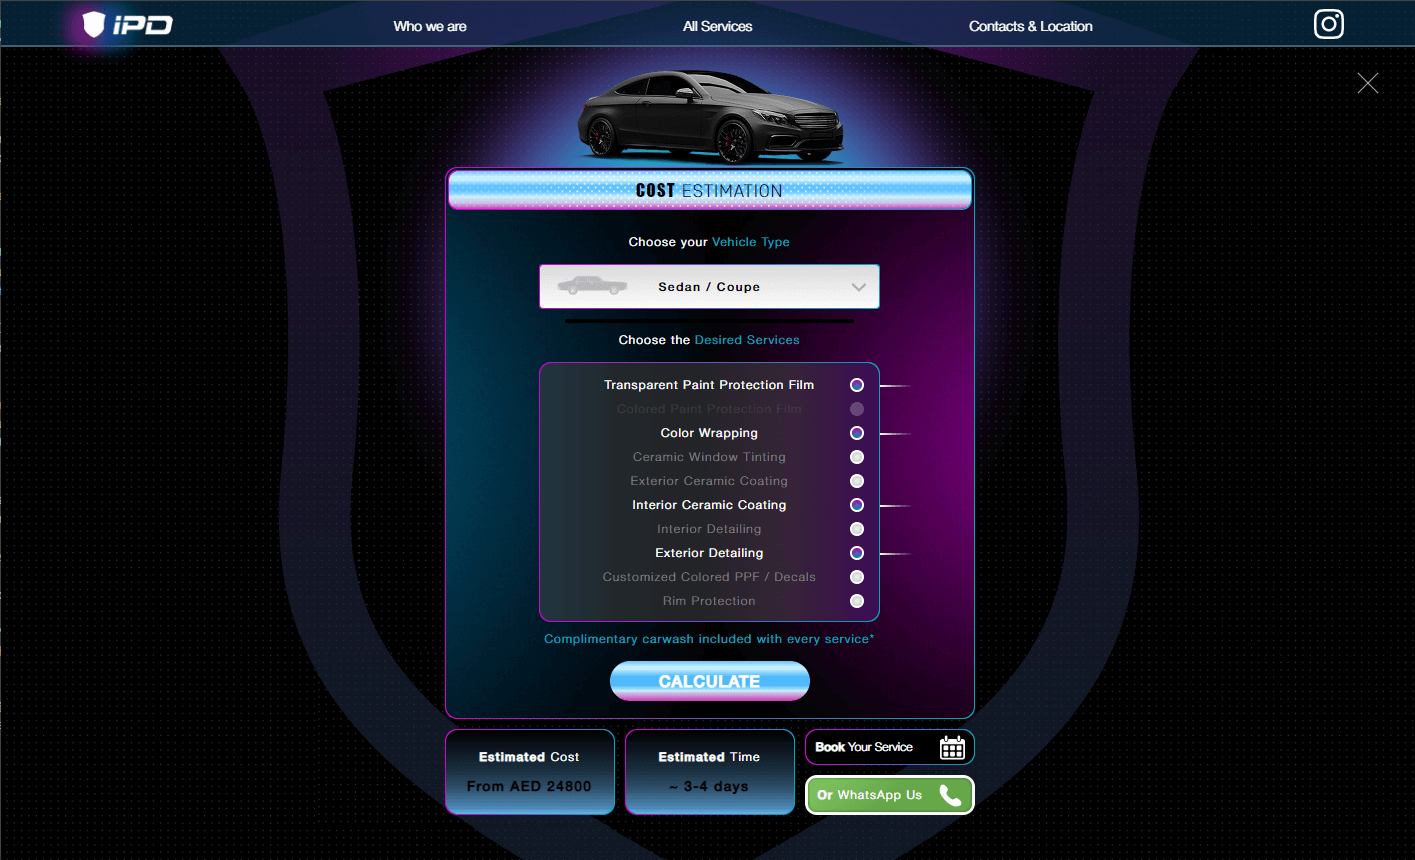 iPD
Who we are
All Services
Contacts & Location
COST ESTIMATION
Choose your Vehicle Type
Sedan / Coupe
Choose the Desired Services
Transparent Paint Protection Film
Colored Paint Protection Film
Color Wrapping
Ceramic Window Tinting
Exterior Ceramic Coating
Interior Ceramic Coating
Interior Detailing
Exterior Detailing
Customized Colored PPF / Decals
Rim Protection
Complimentary carwash included with every service*
CALCULATE
Estimated Cost
From AED 24800
Estimated Time
~ 3-4 days
Book Your Service
Or WhatsApp Us